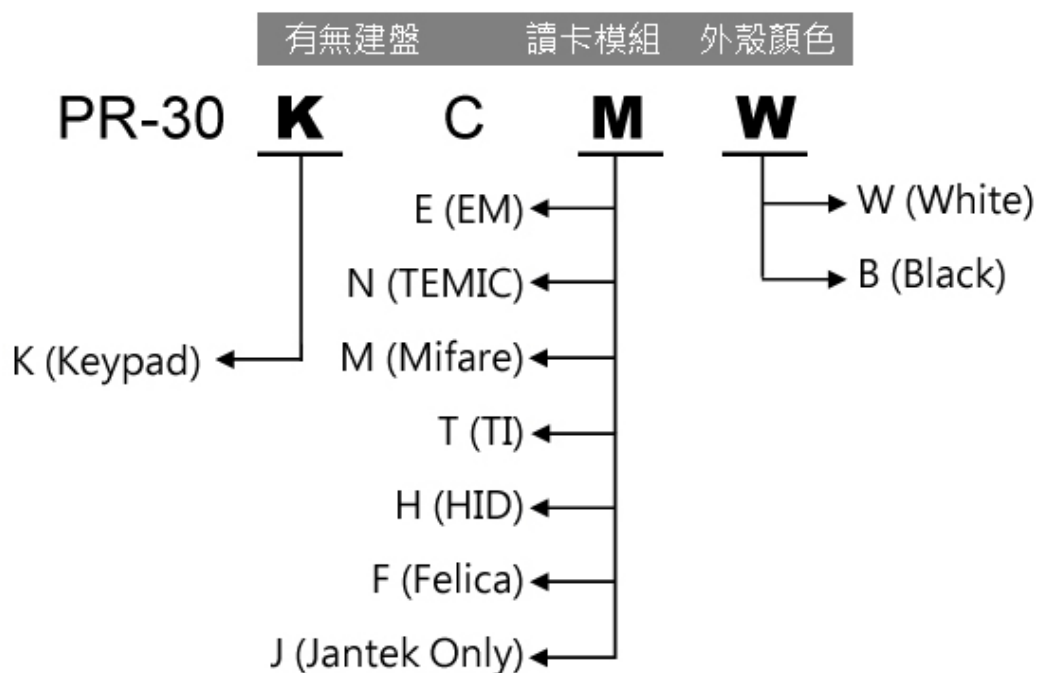 有無建盤 讀卡模組 外殼顏色
PR-30 K C M W
E (EM)
N (TEMIC)
M (Mifare)
T (TI)
H (HID)
F (Felica)
J (Jantek Only)
K (Keypad)
W (White)
B (Black)